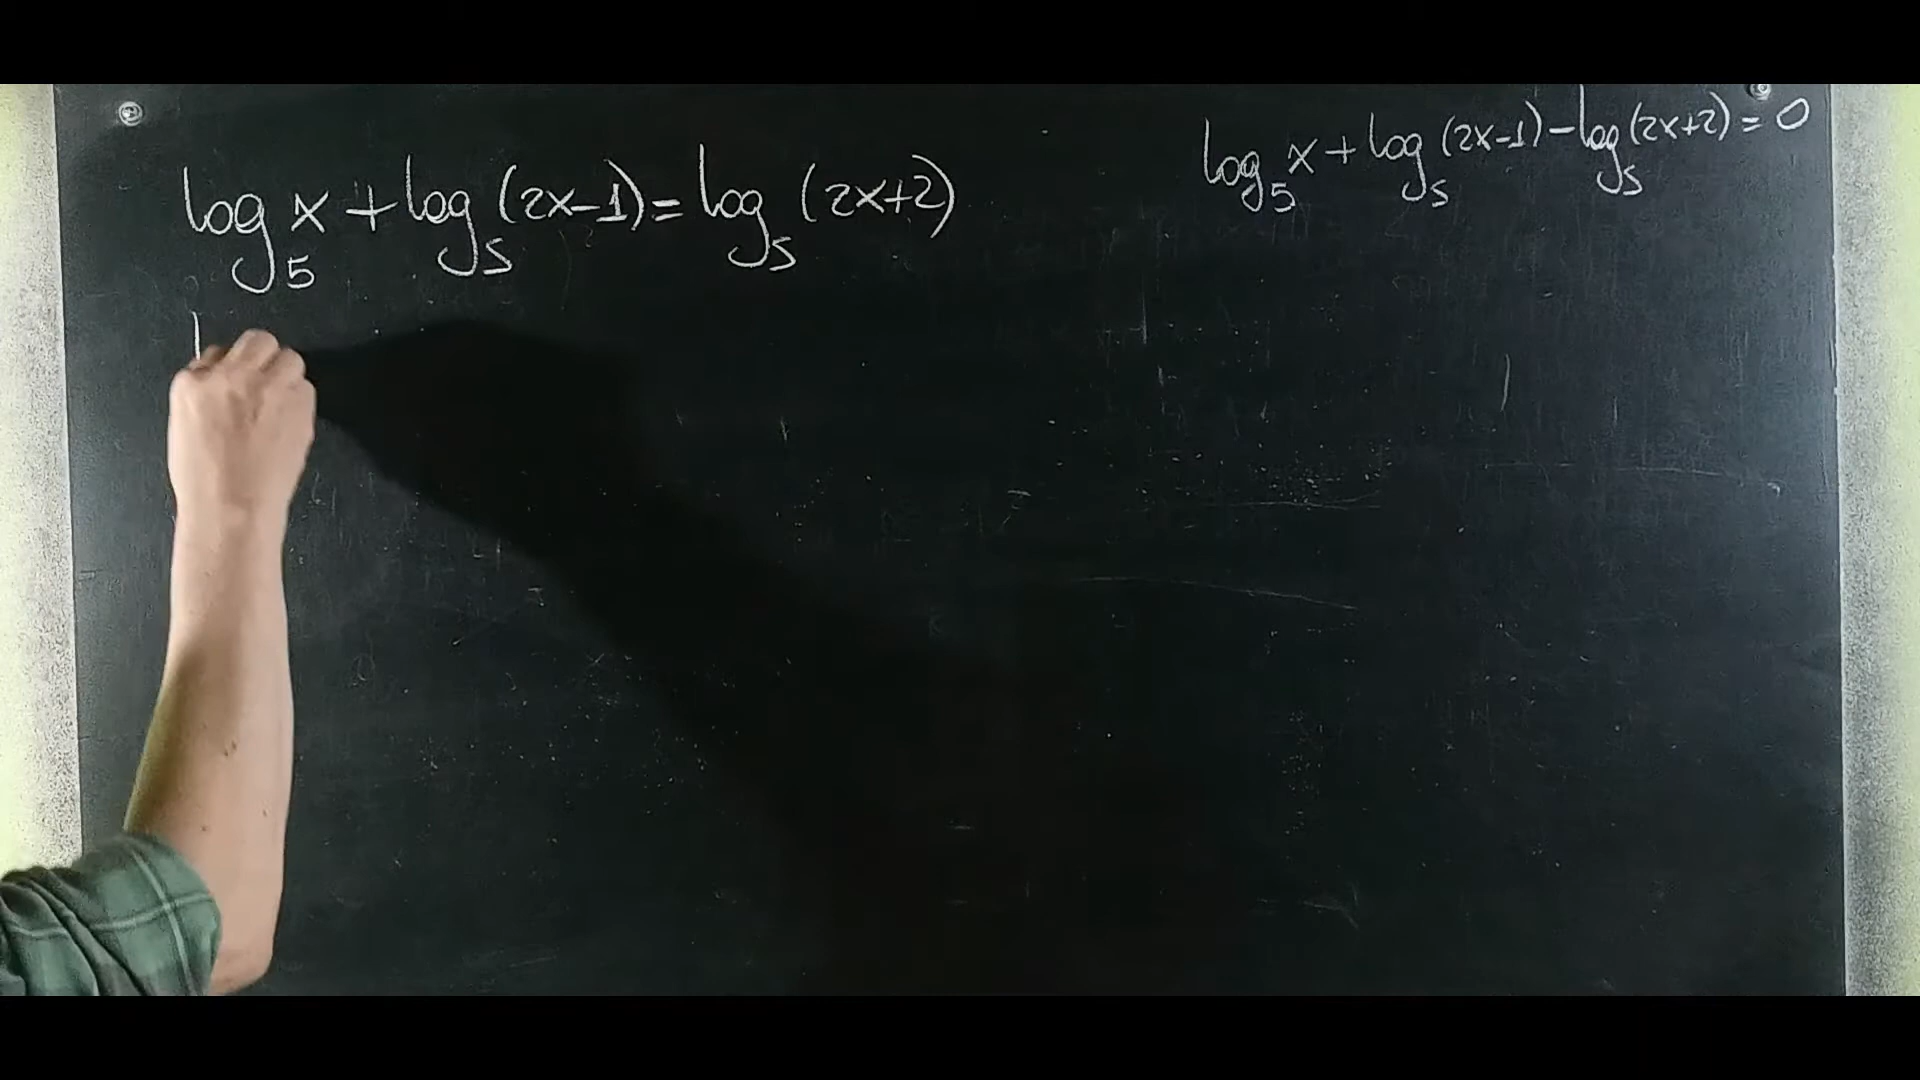 log₅ x + log₅ (2x-1) = log₅ (2x+2)
log₅ x + log₅ (2x-1) - log₅ (2x+2) = 0